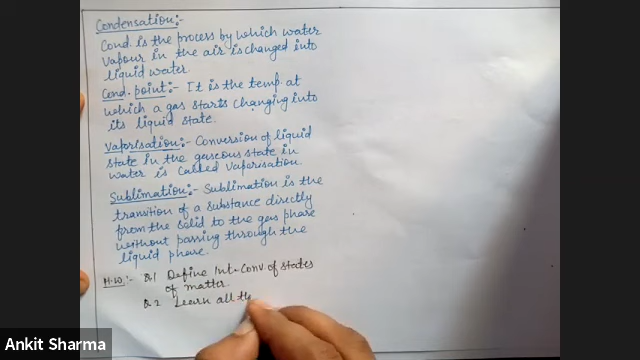 Condensation:-
Cond. is the process by which water
vapour in the air is changed into
liquid water.
Cond. point:- It is the temp. at
which a gas starts changing into
its liquid state.
Vaporisation:- Conversion of liquid
state in the gaseous state in
water is called Vaporisation.
Sublimation:- Sublimation is the
transition of a substance directly
from the solid to the gas phase
without passing through the
liquid phase.
H.W.:- Q.1 Define Int. Conv. of states
of matter.
Q.2 Learn all th
Ankit Sharma